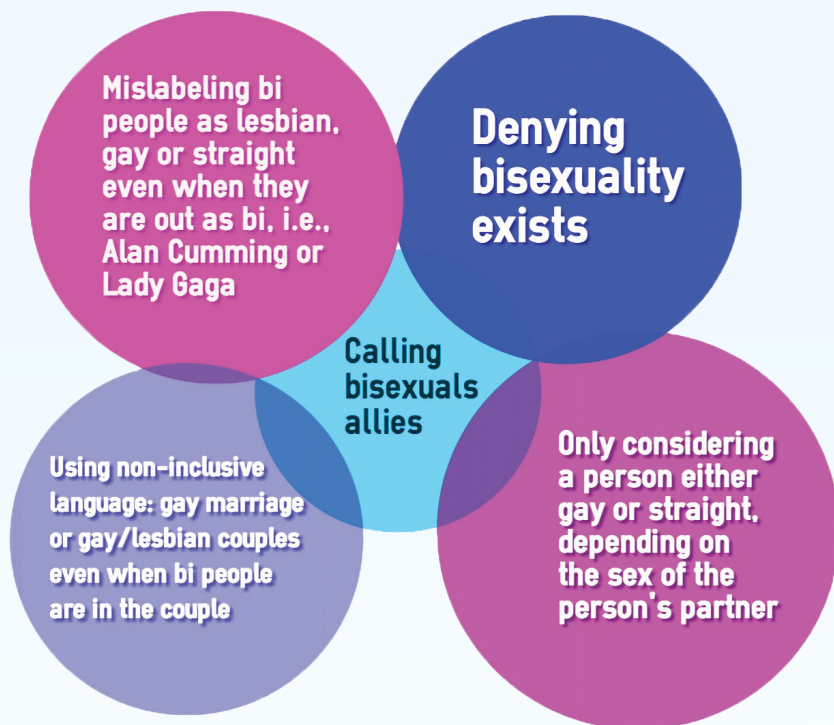 Mislabeling bi
people as lesbian,
gay or straight
even when they
are out as bi, i.e.,
Alan Cumming or
Lady Gaga
Denying
bisexuality
exists
Calling
bisexuals
allies
Using non-inclusive
language: gay marriage
or gay/lesbian couples
even when bi people
are in the couple
Only considering
a person either
gay or straight,
depending on
the sex of the
person's partner